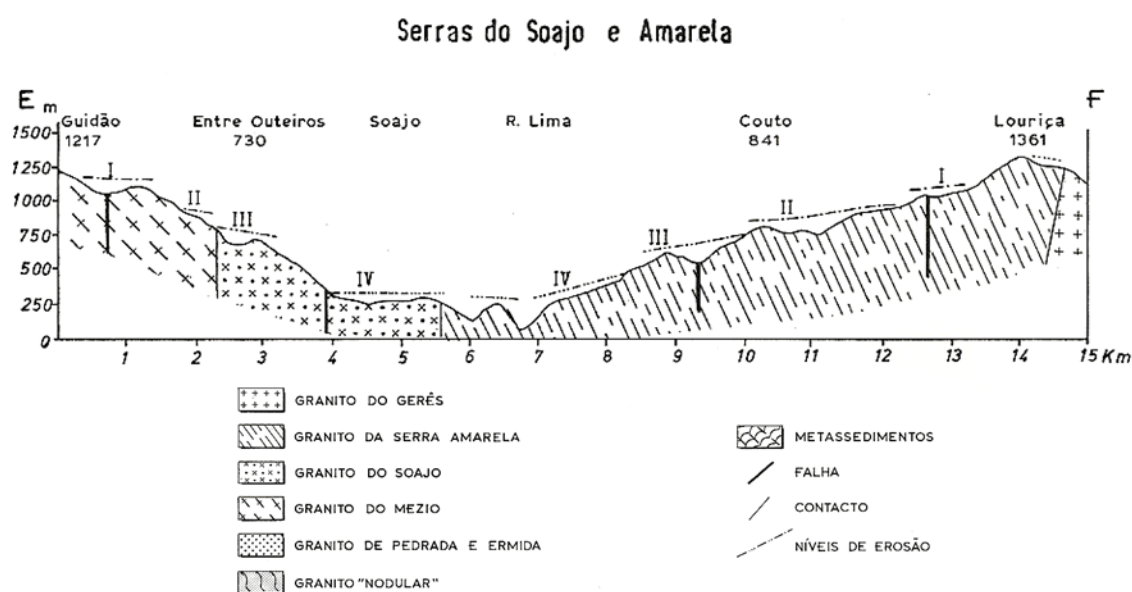 Serras do Soajo e Amarela
E m F
Guidão Entre Outeiros Soajo R. Lima Couto Louriça
1217 730 841 1361
1500
1250
1000
750
500
250
0
I II III IV IV III II I
1 2 3 4 5 6 7 8 9 10 11 12 13 14 15 Km
GRANITO DO GERÊS
GRANITO DA SERRA AMARELA
GRANITO DO SOAJO
GRANITO DO MEZIO
GRANITO DE PEDRADA E ERMIDA
GRANITO "NODULAR"
METASSEDIMENTOS
FALHA
CONTACTO
NÍVEIS DE EROSÃO